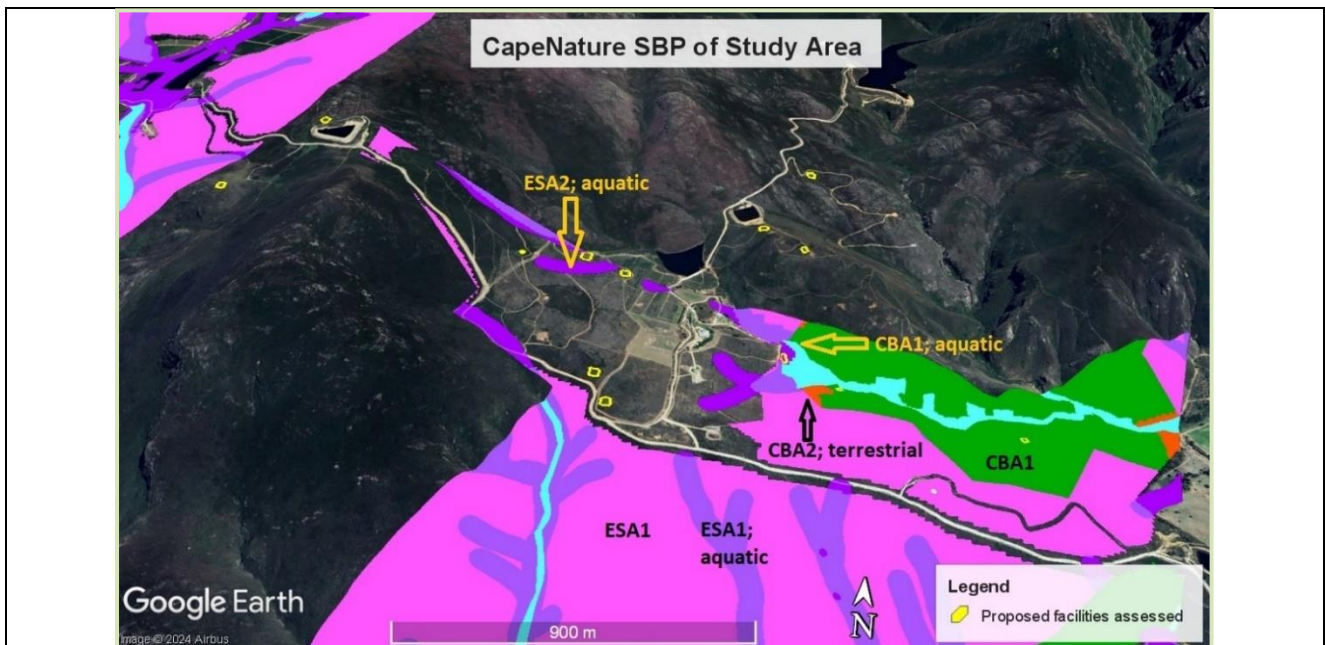 CapeNature SBP of Study Area
ESA2; aquatic
CBA1; aquatic
CBA2; terrestrial
CBA1
ESA1
ESA1;
aquatic
Legend
Proposed facilities assessed
N
Google Earth
Image © 2024 Airbus
900 m